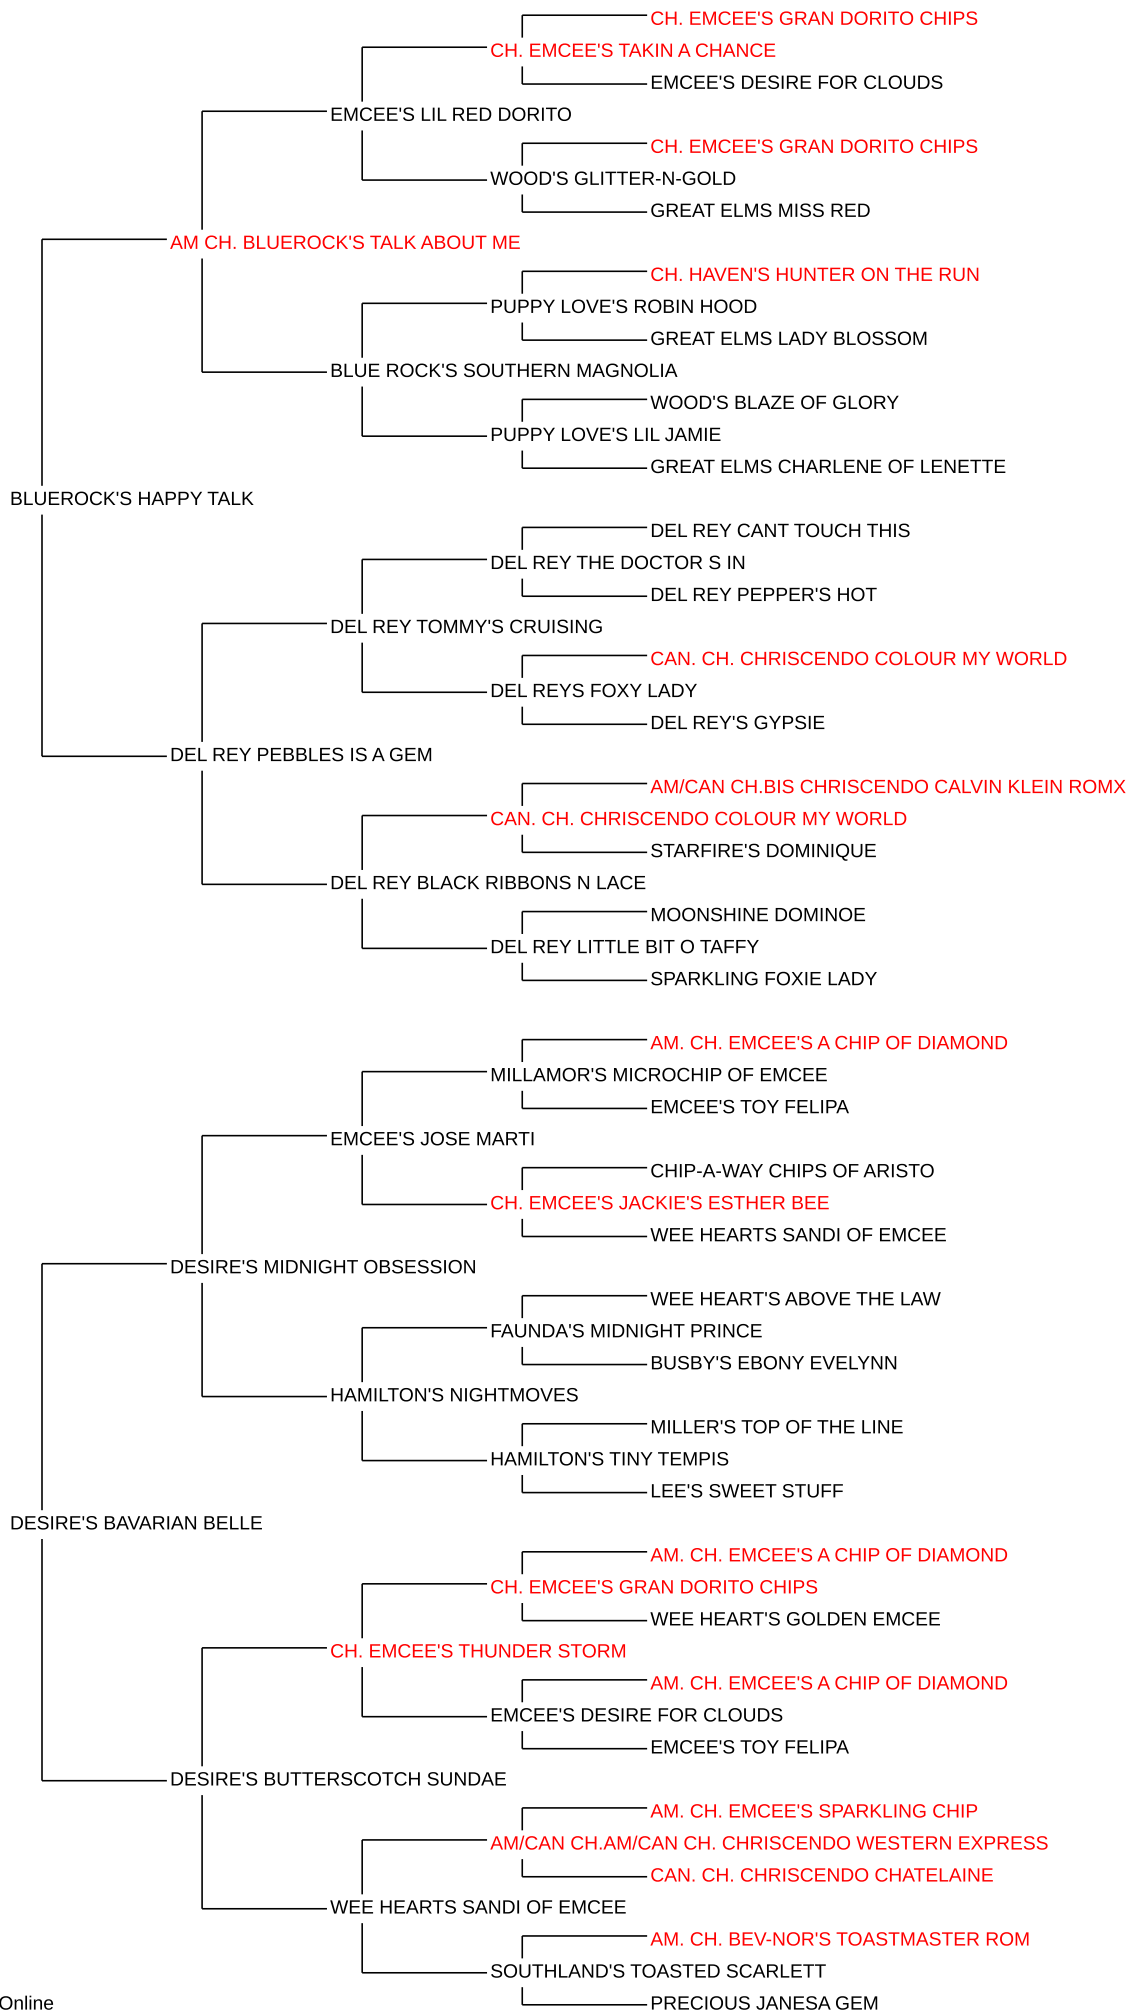 CH. EMCEE'S GRAN DORITO CHIPS
CH. EMCEE'S TAKIN A CHANCE
EMCEE'S DESIRE FOR CLOUDS
EMCEE'S LIL RED DORITO
CH. EMCEE'S GRAN DORITO CHIPS
WOOD'S GLITTER-N-GOLD
GREAT ELMS MISS RED
AM CH. BLUEROCK'S TALK ABOUT ME
CH. HAVEN'S HUNTER ON THE RUN
PUPPY LOVE'S ROBIN HOOD
GREAT ELMS LADY BLOSSOM
BLUE ROCK'S SOUTHERN MAGNOLIA
WOOD'S BLAZE OF GLORY
PUPPY LOVE'S LIL JAMIE
GREAT ELMS CHARLENE OF LENETTE
BLUEROCK'S HAPPY TALK
DEL REY CANT TOUCH THIS
DEL REY THE DOCTOR S IN
DEL REY PEPPER'S HOT
DEL REY TOMMY'S CRUISING
CAN. CH. CHRISCENDO COLOUR MY WORLD
DEL REYS FOXY LADY
DEL REY'S GYPSIE
DEL REY PEBBLES IS A GEM
AM/CAN CH.BIS CHRISCENDO CALVIN KLEIN ROMX
CAN. CH. CHRISCENDO COLOUR MY WORLD
STARFIRE'S DOMINIQUE
DEL REY BLACK RIBBONS N LACE
MOONSHINE DOMINOE
DEL REY LITTLE BIT O TAFFY
SPARKLING FOXIE LADY
AM. CH. EMCEE'S A CHIP OF DIAMOND
MILLAMOR'S MICROCHIP OF EMCEE
EMCEE'S TOY FELIPA
EMCEE'S JOSE MARTI
CHIP-A-WAY CHIPS OF ARISTO
CH. EMCEE'S JACKIE'S ESTHER BEE
WEE HEARTS SANDI OF EMCEE
DESIRE'S MIDNIGHT OBSESSION
WEE HEART'S ABOVE THE LAW
FAUNDA'S MIDNIGHT PRINCE
BUSBY'S EBONY EVELYNN
HAMILTON'S NIGHTMOVES
MILLER'S TOP OF THE LINE
HAMILTON'S TINY TEMPIS
LEE'S SWEET STUFF
DESIRE'S BAVARIAN BELLE
AM. CH. EMCEE'S A CHIP OF DIAMOND
CH. EMCEE'S GRAN DORITO CHIPS
WEE HEART'S GOLDEN EMCEE
CH. EMCEE'S THUNDER STORM
AM. CH. EMCEE'S A CHIP OF DIAMOND
EMCEE'S DESIRE FOR CLOUDS
EMCEE'S TOY FELIPA
DESIRE'S BUTTERSCOTCH SUNDAE
AM. CH. EMCEE'S SPARKLING CHIP
AM/CAN CH.AM/CAN CH. CHRISCENDO WESTERN EXPRESS
CAN. CH. CHRISCENDO CHATELAINE
WEE HEARTS SANDI OF EMCEE
AM. CH. BEV-NOR'S TOASTMASTER ROM
SOUTHLAND'S TOASTED SCARLETT
Online
PRECIOUS JANESA GEM